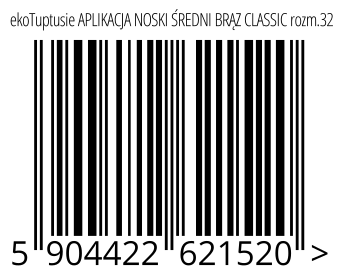 ekoTuptusie APLIKACJA NOSKI ŚREDNI BRĄZ CLASSIC rozm.32
5 904422 621520 >